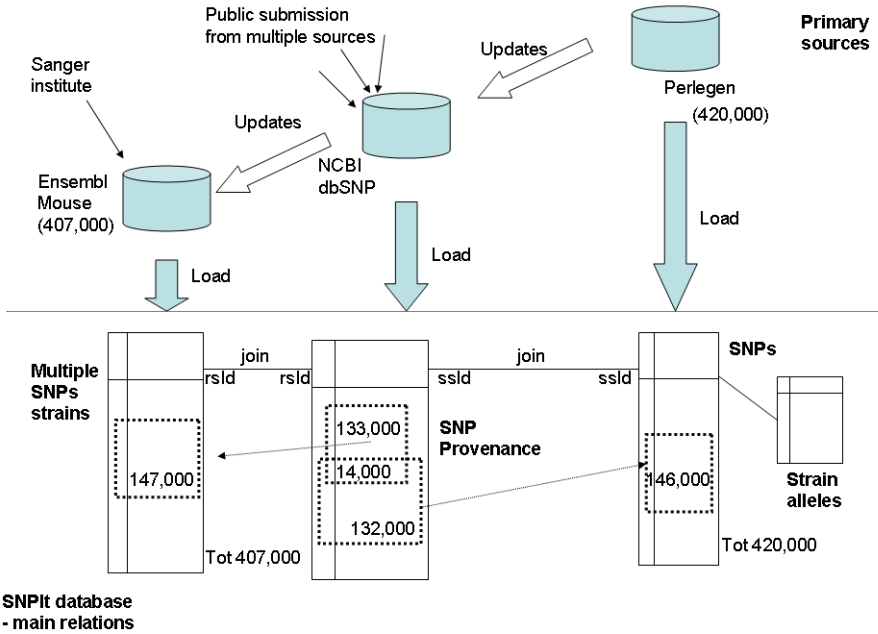 Public submission
from multiple sources
Primary
sources
Updates
Sanger
institute
Perlegen
(420,000)
Updates
NCBI
dbSNP
Ensembl
Mouse
(407,000)
Load
Load
Load
join
join
SNPs
Multiple
SNPs
strains
rsId
rsId
ssId
ssId
133,000
SNP
Provenance
147,000
14,000
146,000
132,000
Strain
alleles
Tot 407,000
Tot 420,000
SNPIt database
- main relations